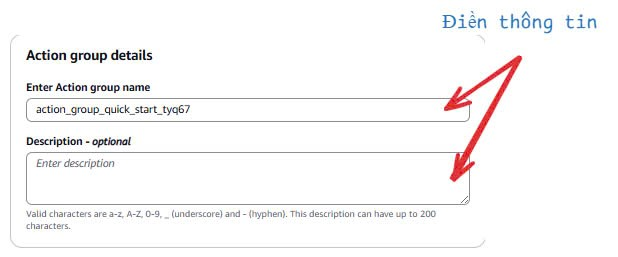 Điền thông tin
Action group details
Enter Action group name
action_group_quick_start_tyq67
Description - optional
Enter description
Valid characters are a-z, A-Z, 0-9, _ (underscore) and - (hyphen). This description can have up to 200
characters.